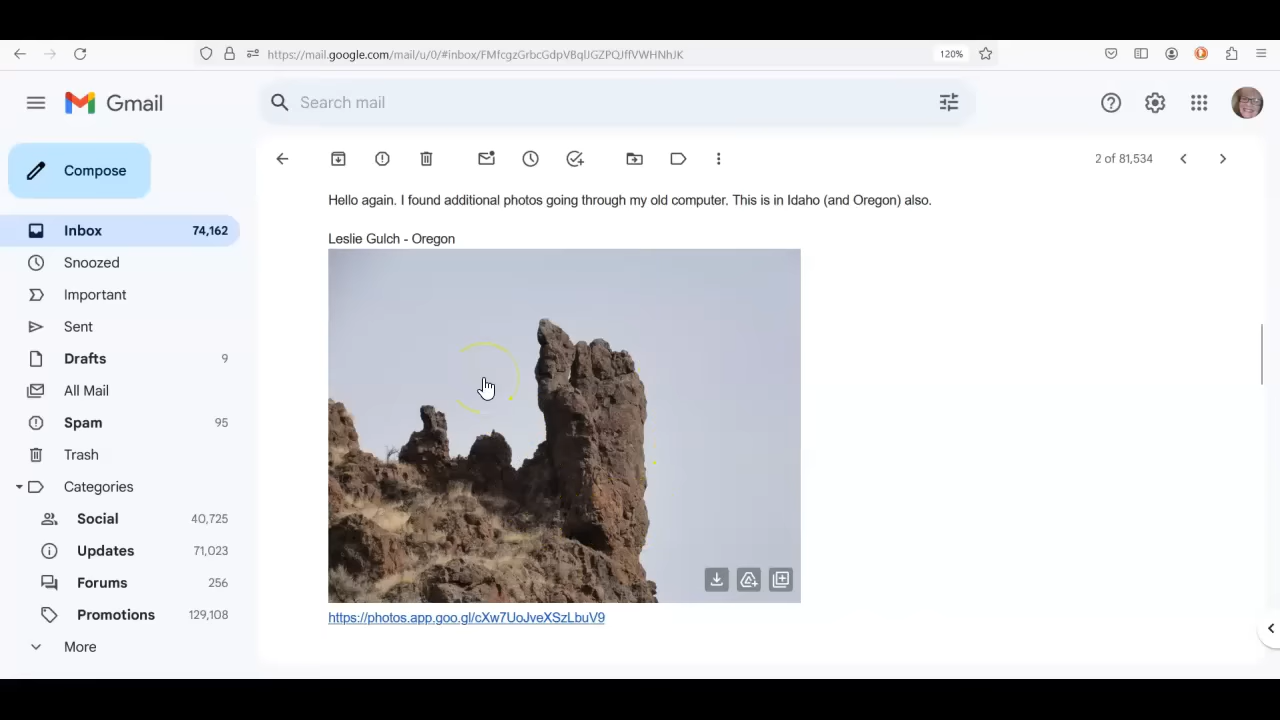 https://mail.google.com/mail/u/0/#inbox/FMfcgzGrbcGdpVBqlJGZPQJffVWHNhJK
120%
Gmail
Search mail
Compose
2 of 81,534
Inbox 74,162
Snoozed
Important
Sent
Drafts 9
All Mail
Spam 95
Trash
Categories
Social 40,725
Updates 71,023
Forums 256
Promotions 129,108
More
Hello again. I found additional photos going through my old computer. This is in Idaho (and Oregon) also.
Leslie Gulch - Oregon
https://photos.app.goo.gl/cXw7UoJveXSzLbuV9